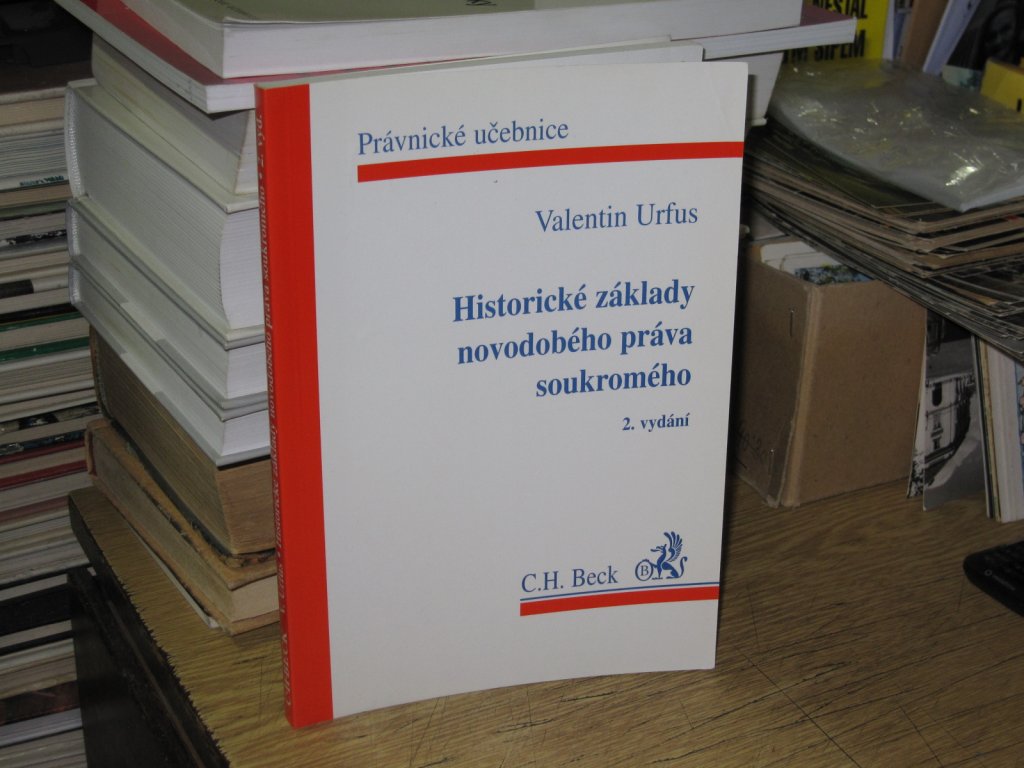 Právnické učebnice
Valentin Urfus
Historické základy
novodobého práva
soukromého
2. vydání
C.H. Beck
B